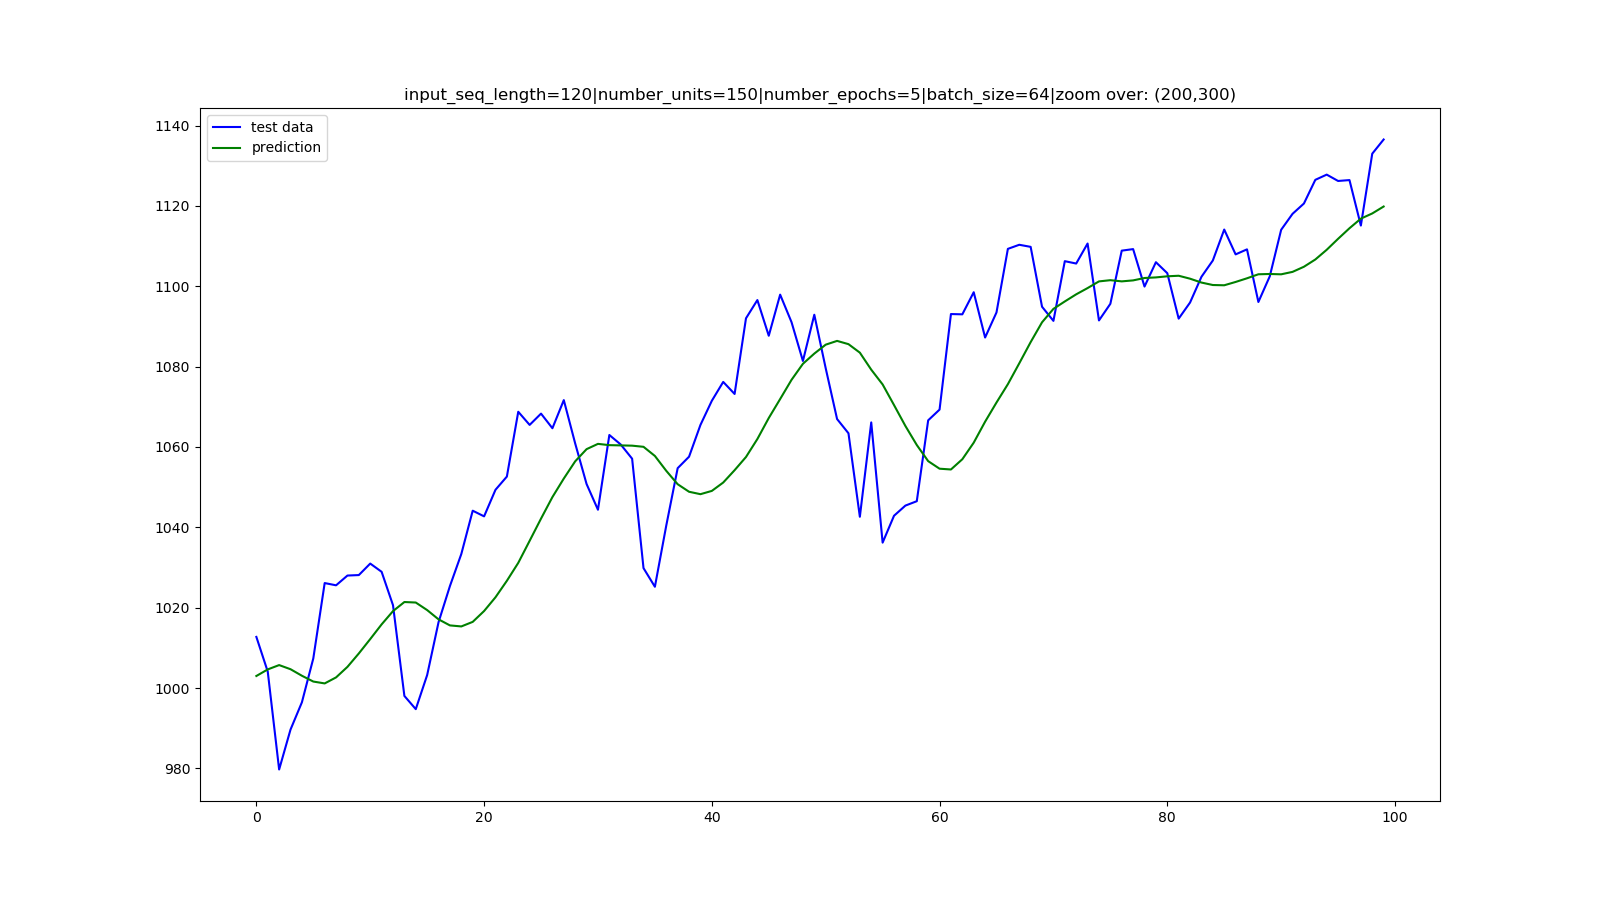 input_seq_length=120|number_units=150|number_epochs=5|batch_size=64|zoom over: (200,300)
test data
prediction
1140
1120
1100
1080
1060
1040
1020
1000
980
0 20 40 60 80 100